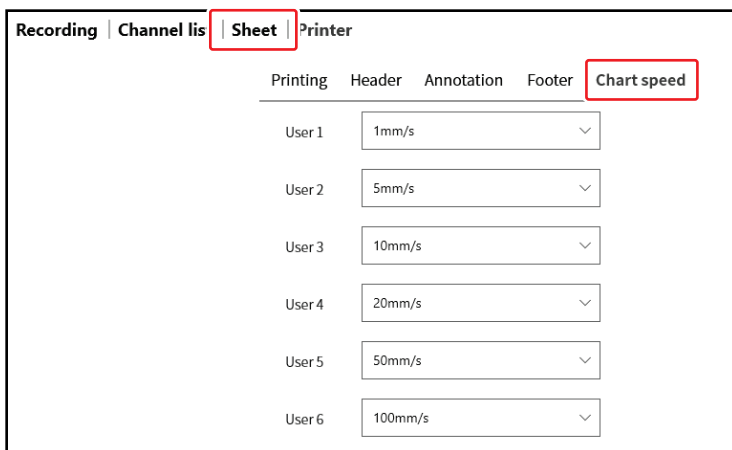 Recording | Channel lis | Sheet | Printer
Printing Header Annotation Footer Chart speed
User 1 1mm/s
User 2 5mm/s
User 3 10mm/s
User 4 20mm/s
User 5 50mm/s
User 6 100mm/s